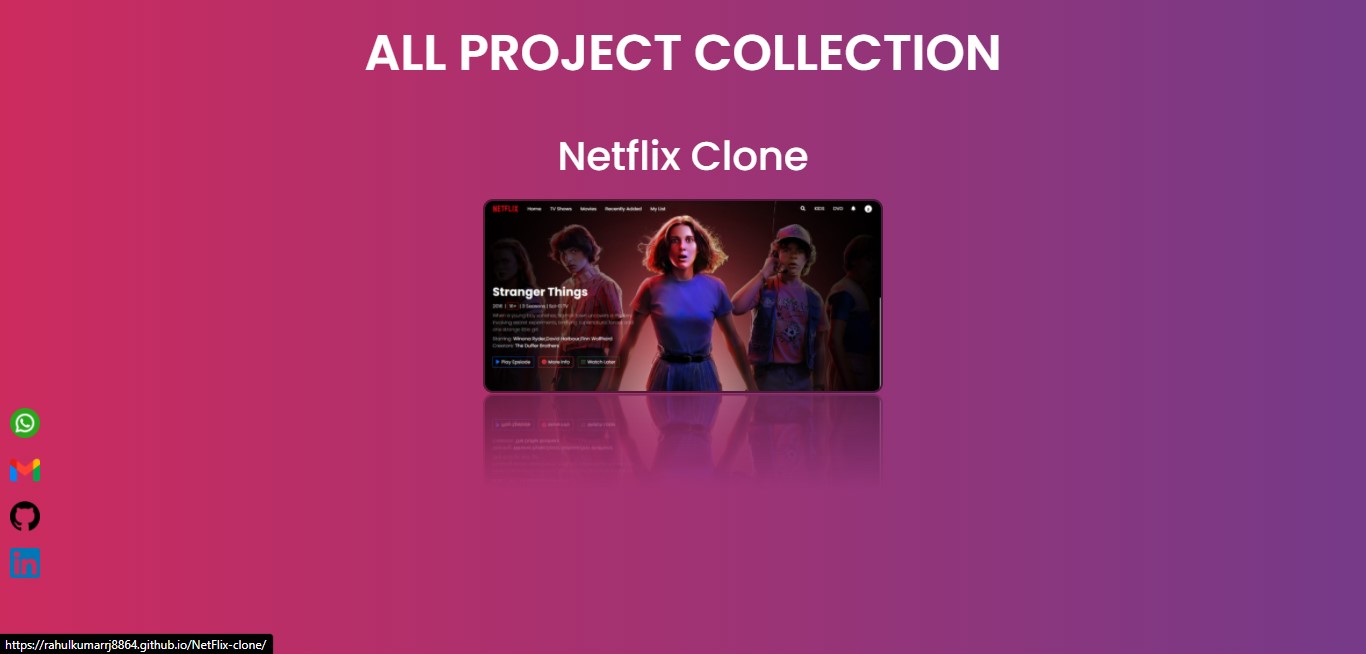 ALL PROJECT COLLECTION
Netflix Clone
NETFLIX Home TV Shows Movies Recently Added My List KIDS DVD
Stranger Things
Starring: Winona Ryder,David Harbour,Finn Wolfhard
Creators: The Duffer Brothers
Play Epsisode More Info Watch Later
in
https://rahulkumarrj8864.github.io/NetFlix-clone/